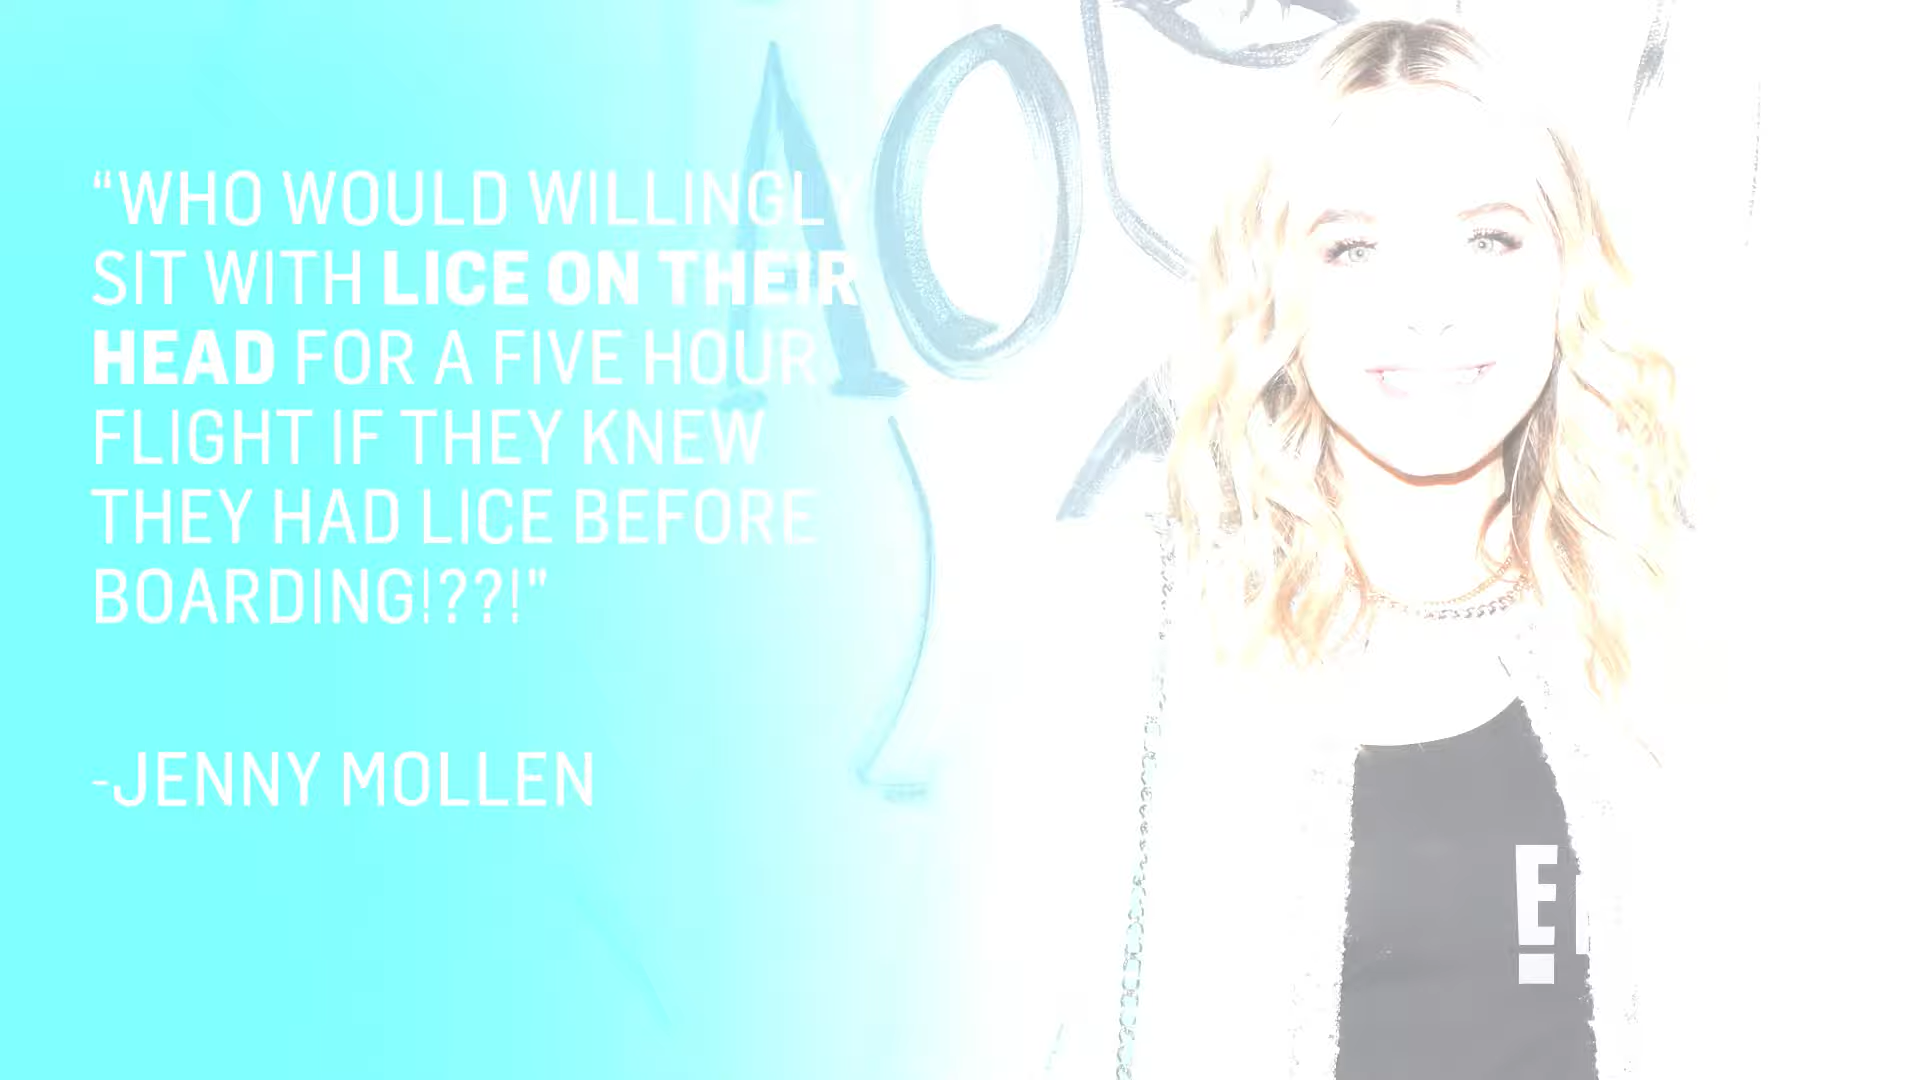 “WHO WOULD WILLINGLY
SIT WITH LICE ON THEIR
HEAD FOR A FIVE HOUR
FLIGHT IF THEY KNEW
THEY HAD LICE BEFORE
BOARDING!??!"
-JENNY MOLLEN
E!